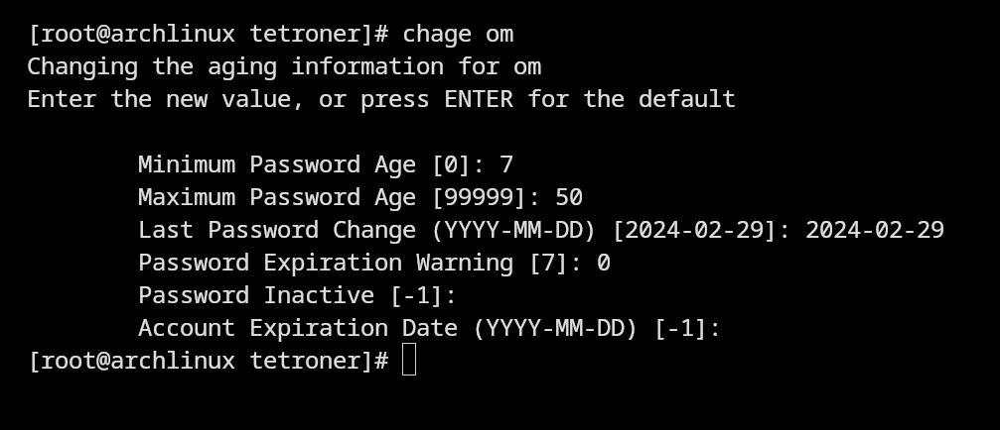 [root@archlinux tetroner]# chage om
Changing the aging information for om
Enter the new value, or press ENTER for the default
Minimum Password Age [0]: 7
Maximum Password Age [99999]: 50
Last Password Change (YYYY-MM-DD) [2024-02-29]: 2024-02-29
Password Expiration Warning [7]: 0
Password Inactive [-1]:
Account Expiration Date (YYYY-MM-DD) [-1]:
[root@archlinux tetroner]#